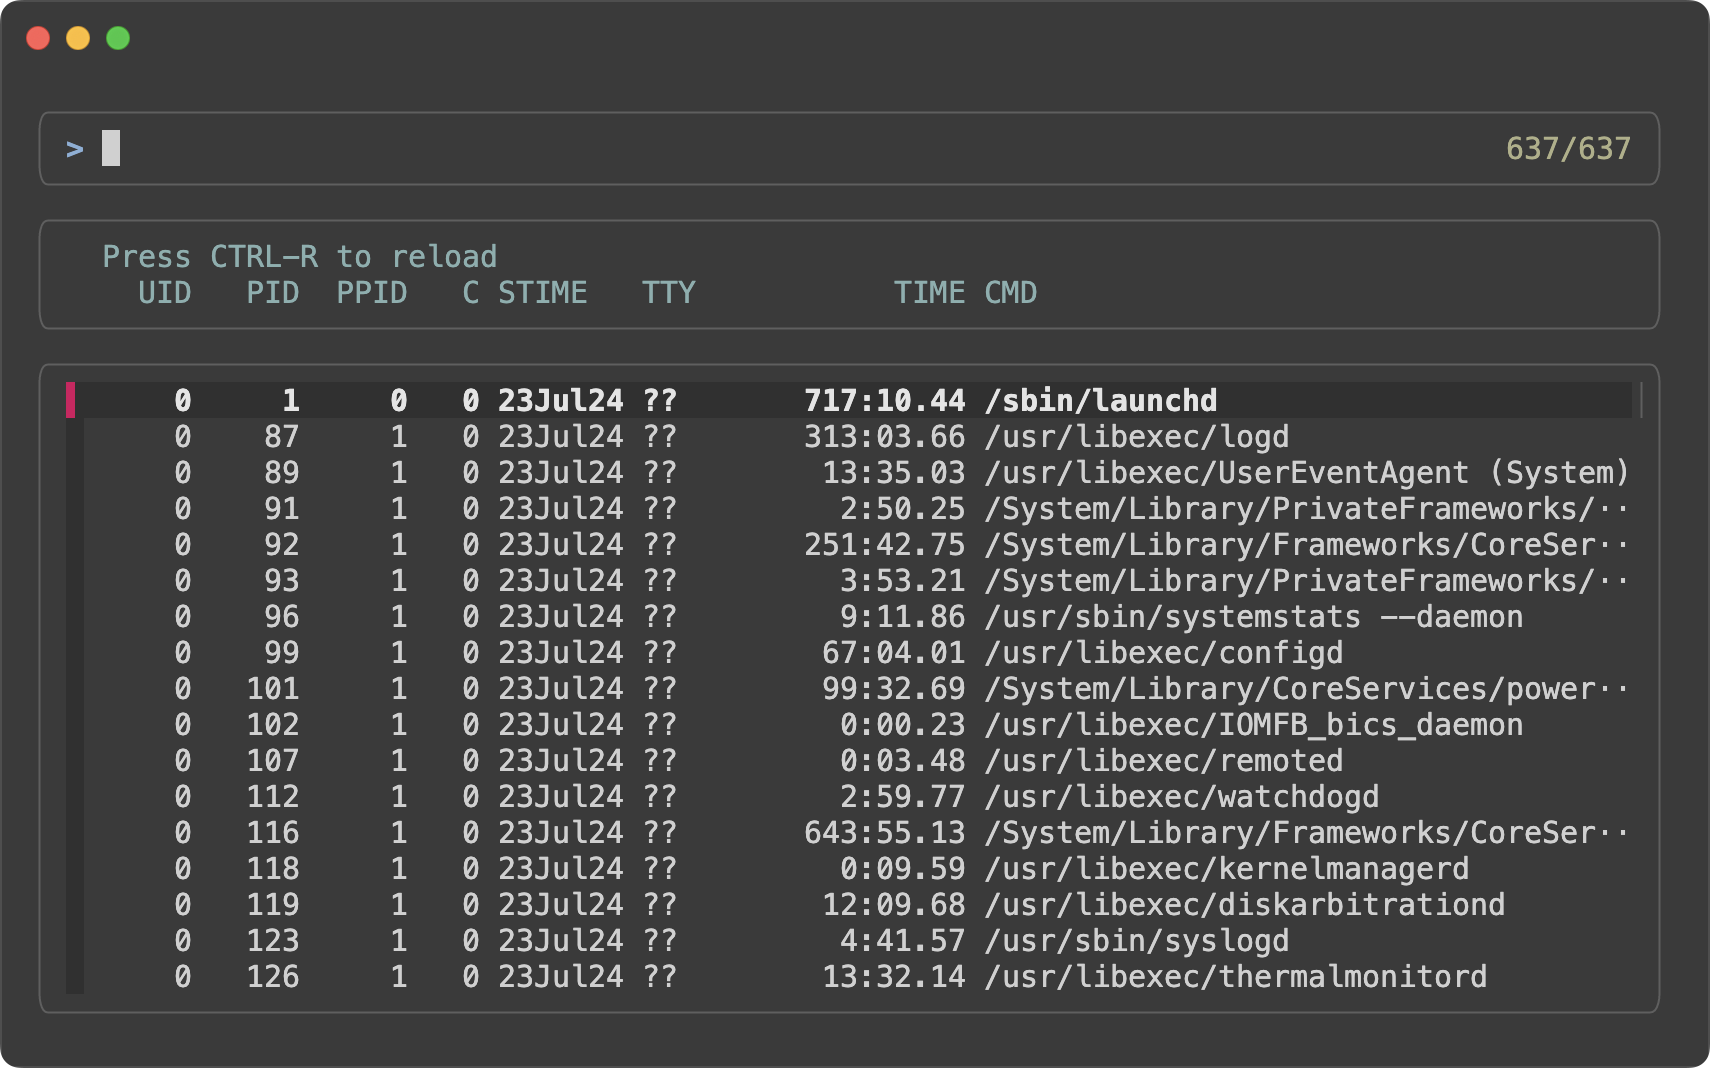 > 637/637
Press CTRL-R to reload
UID PID PPID C STIME TTY TIME CMD
0 1 0 0 23Jul24 ?? 717:10.44 /sbin/launchd
0 87 1 0 23Jul24 ?? 313:03.66 /usr/libexec/logd
0 89 1 0 23Jul24 ?? 13:35.03 /usr/libexec/UserEventAgent (System)
0 91 1 0 23Jul24 ?? 2:50.25 /System/Library/PrivateFrameworks/··
0 92 1 0 23Jul24 ?? 251:42.75 /System/Library/Frameworks/CoreSer··
0 93 1 0 23Jul24 ?? 3:53.21 /System/Library/PrivateFrameworks/··
0 96 1 0 23Jul24 ?? 9:11.86 /usr/sbin/systemstats --daemon
0 99 1 0 23Jul24 ?? 67:04.01 /usr/libexec/configd
0 101 1 0 23Jul24 ?? 99:32.69 /System/Library/CoreServices/power··
0 102 1 0 23Jul24 ?? 0:00.23 /usr/libexec/IOMFB_bics_daemon
0 107 1 0 23Jul24 ?? 0:03.48 /usr/libexec/remoted
0 112 1 0 23Jul24 ?? 2:59.77 /usr/libexec/watchdogd
0 116 1 0 23Jul24 ?? 643:55.13 /System/Library/Frameworks/CoreSer··
0 118 1 0 23Jul24 ?? 0:09.59 /usr/libexec/kernelmanagerd
0 119 1 0 23Jul24 ?? 12:09.68 /usr/libexec/diskarbitrationd
0 123 1 0 23Jul24 ?? 4:41.57 /usr/sbin/syslogd
0 126 1 0 23Jul24 ?? 13:32.14 /usr/libexec/thermalmonitord